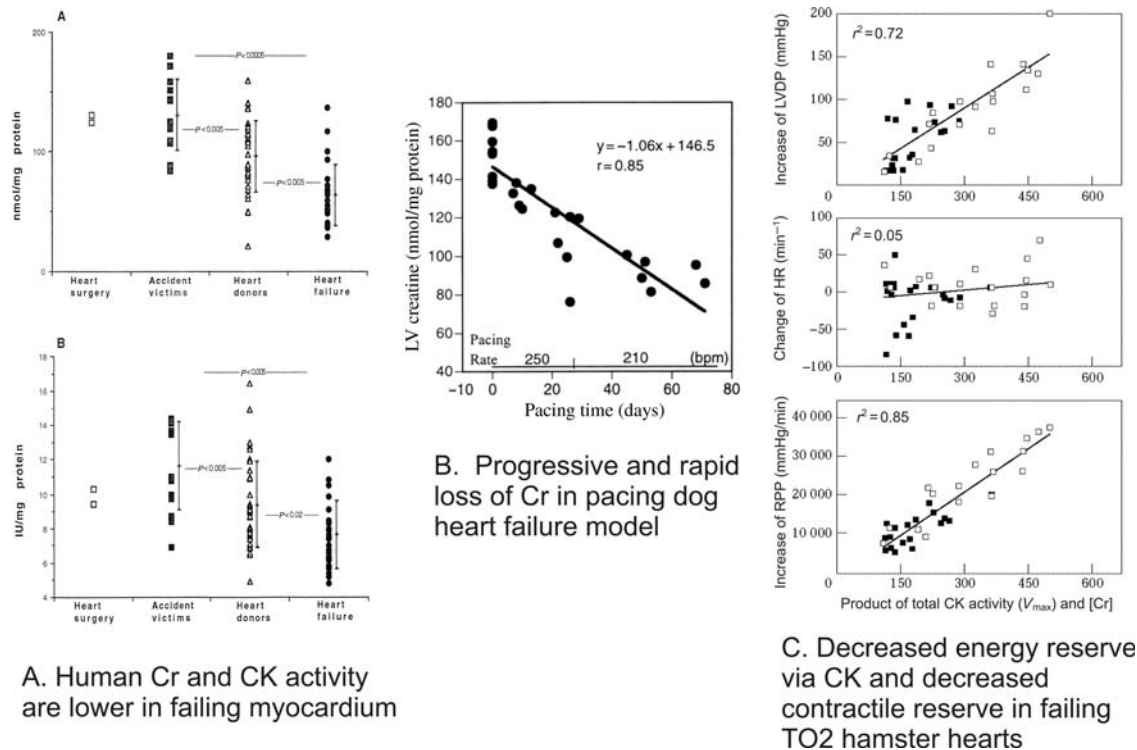 A
200
100
0
nmol/mg protein
P<0.0005
P<0.005
P<0.005
Heart surgery
Accident victims
Heart donors
Heart failure
B
18
16
14
12
10
8
6
4
IU/mg protein
P<0.005
P<0.005
P<0.02
Heart surgery
Accident victims
Heart donors
Heart failure
A. Human Cr and CK activity
are lower in failing myocardium
180
160
140
120
100
80
60
40
LV creatine (nmol/mg protein)
y=-1.06x+146.5
r=0.85
Pacing
Rate 250 210 (bpm)
-10 0 20 40 60 80
Pacing time (days)
B. Progressive and rapid
loss of Cr in pacing dog
heart failure model
C
200
150
100
50
0
Increase of LVDP (mmHg)
r²=0.72
0 150 300 450 600
100
50
0
-50
-100
Change of HR (min⁻¹)
r²=0.05
0 150 300 450 600
40 000
30 000
20 000
10 000
Increase of RPP (mmHg/min)
r²=0.85
0 150 300 450 600
Product of total CK activity (Vmax) and [Cr]
C. Decreased energy reserve
via CK and decreased
contractile reserve in failing
TO2 hamster hearts